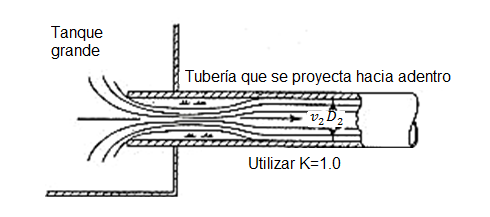 Tanque
grande
Tubería que se proyecta hacia adentro
v₂ D₂
Utilizar K=1.0